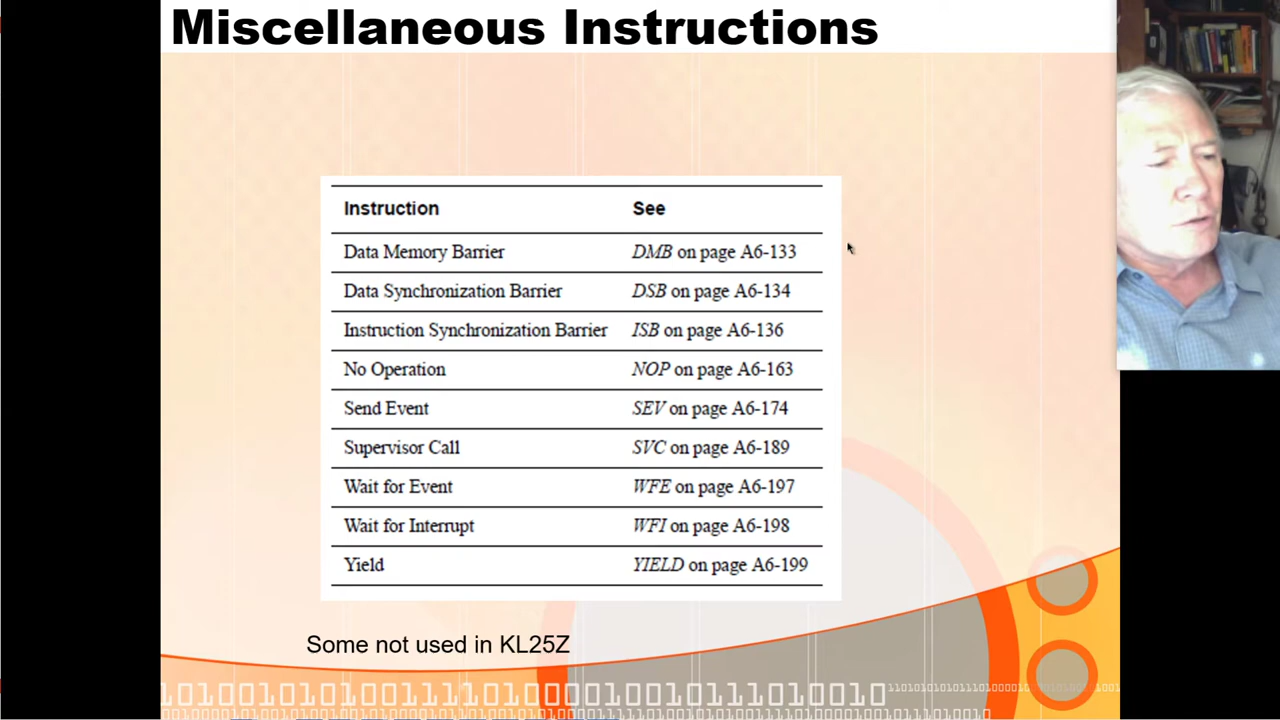 Miscellaneous Instructions
Instruction See
Data Memory Barrier DMB on page A6-133
Data Synchronization Barrier DSB on page A6-134
Instruction Synchronization Barrier ISB on page A6-136
No Operation NOP on page A6-163
Send Event SEV on page A6-174
Supervisor Call SVC on page A6-189
Wait for Event WFE on page A6-197
Wait for Interrupt WFI on page A6-198
Yield YIELD on page A6-199
Some not used in KL25Z